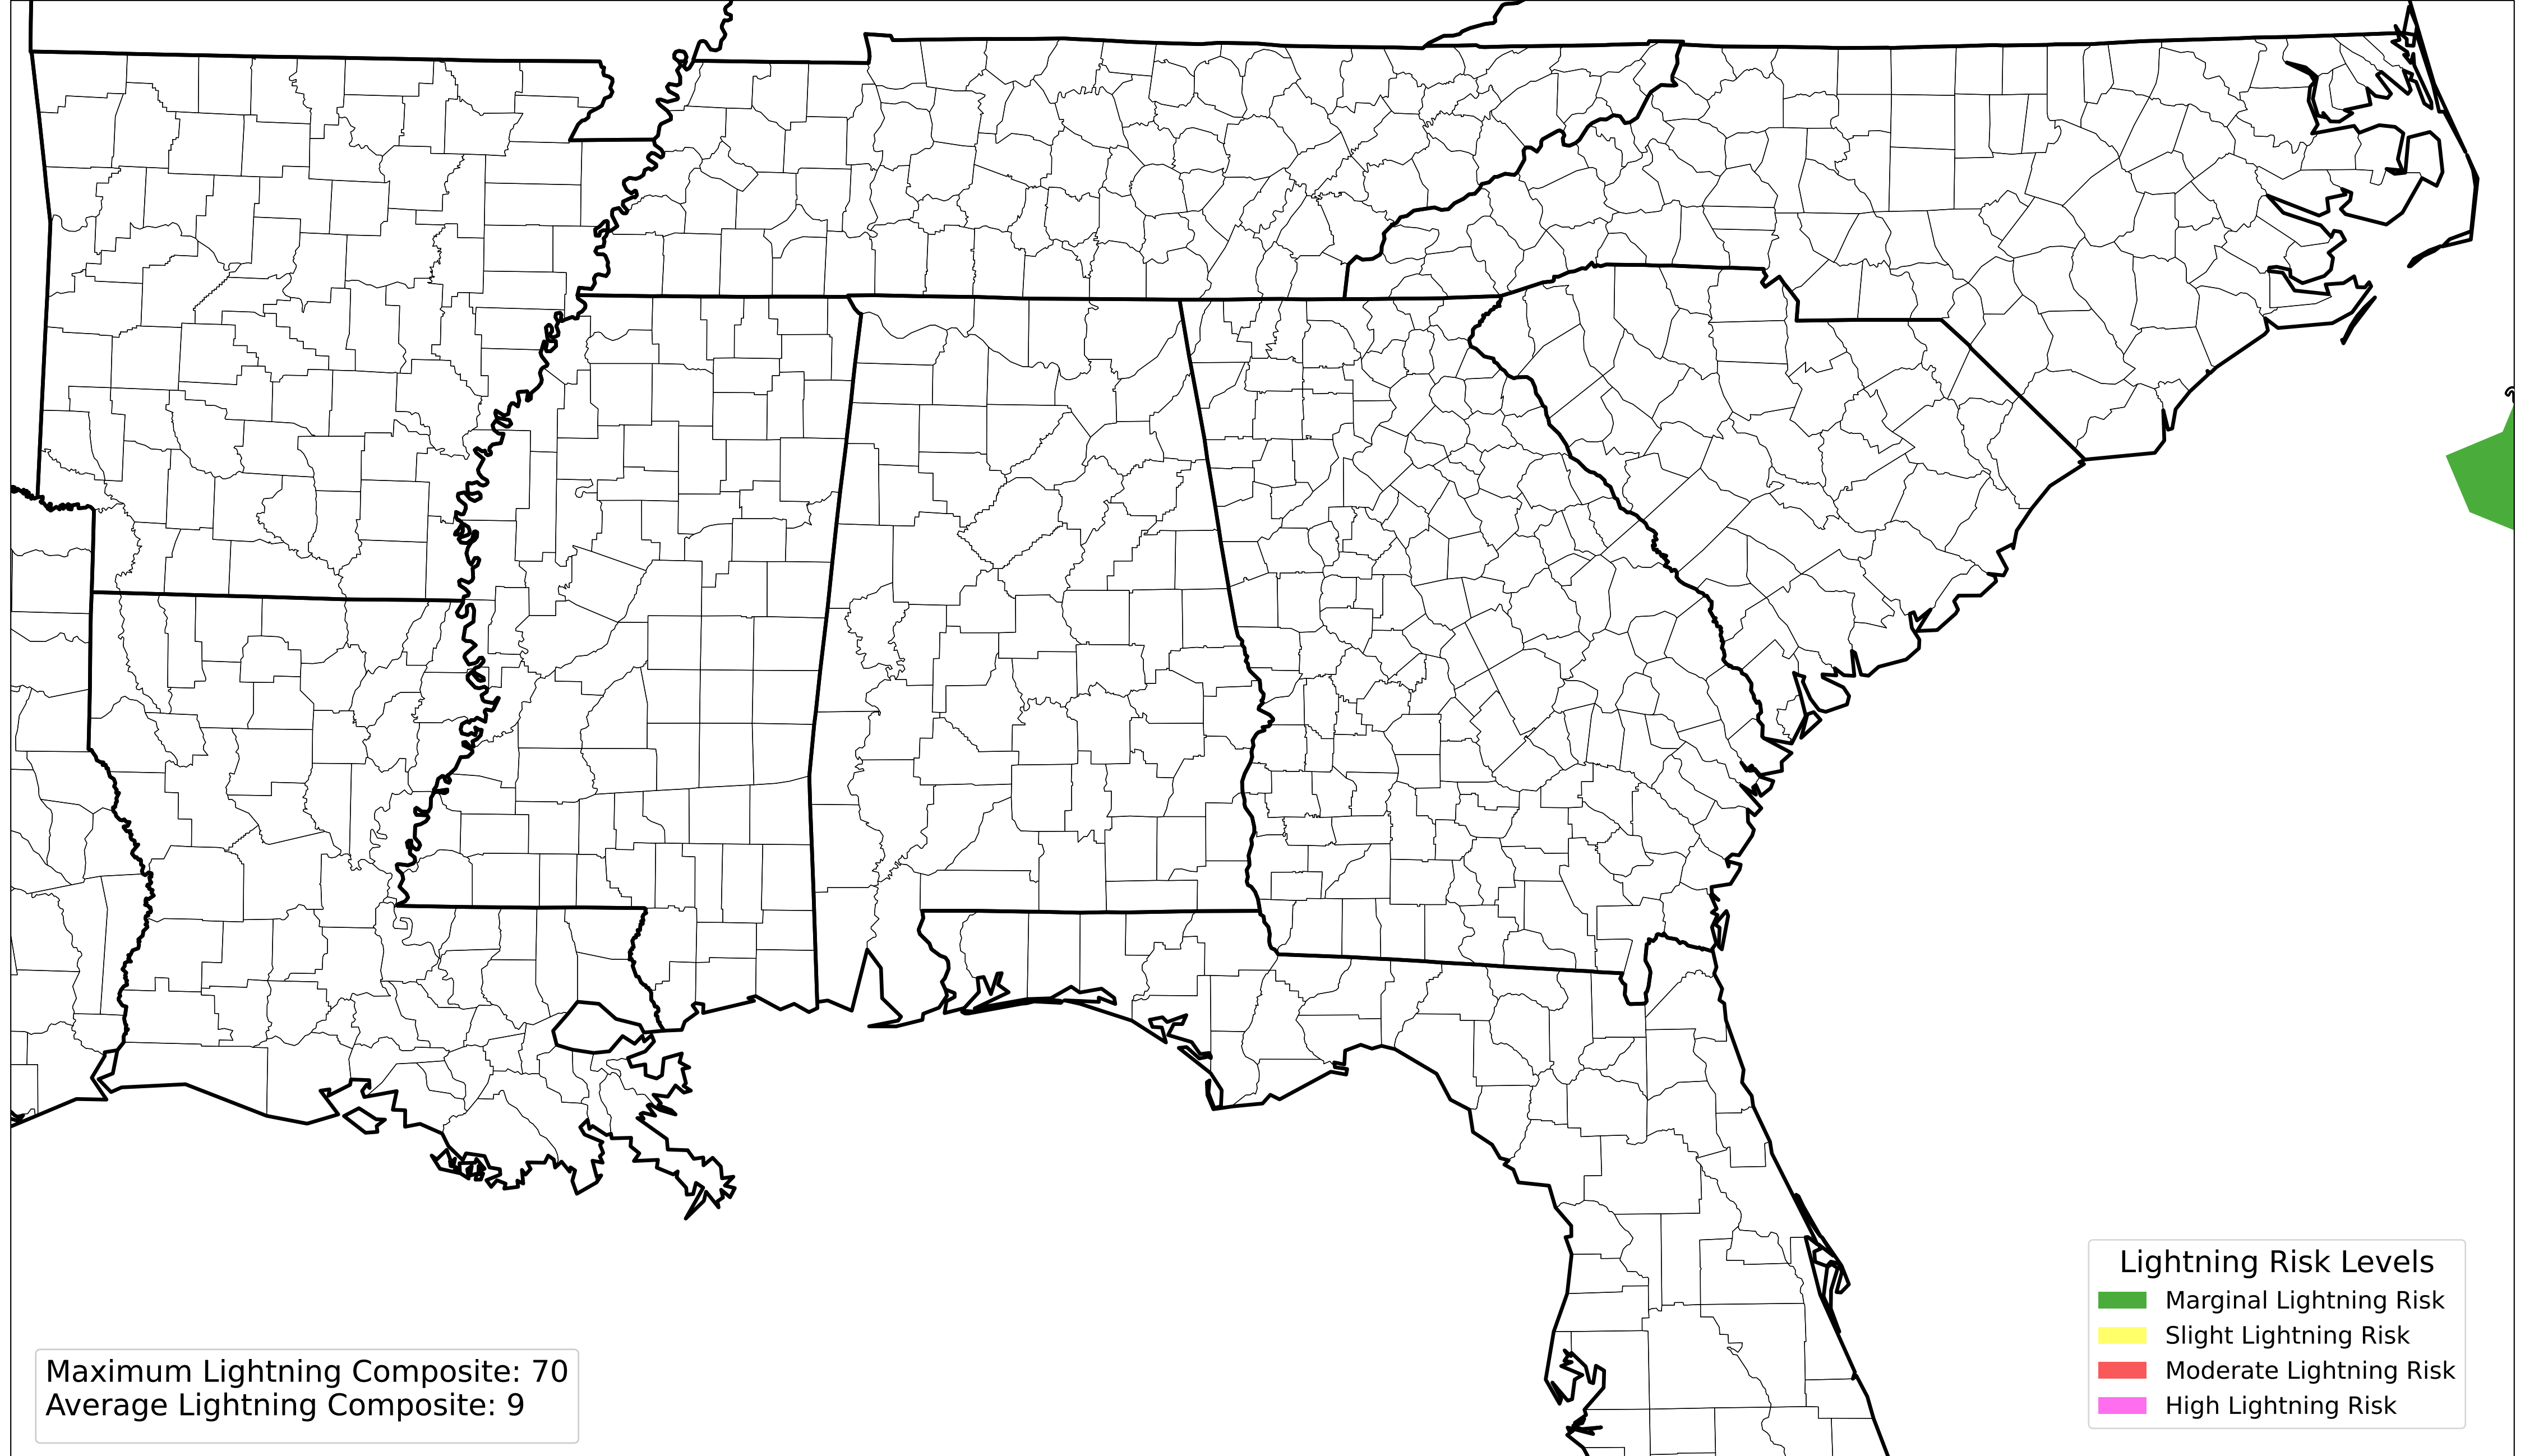 Maximum Lightning Composite: 70
Average Lightning Composite: 9
Lightning Risk Levels
Marginal Lightning Risk
Slight Lightning Risk
Moderate Lightning Risk
High Lightning Risk